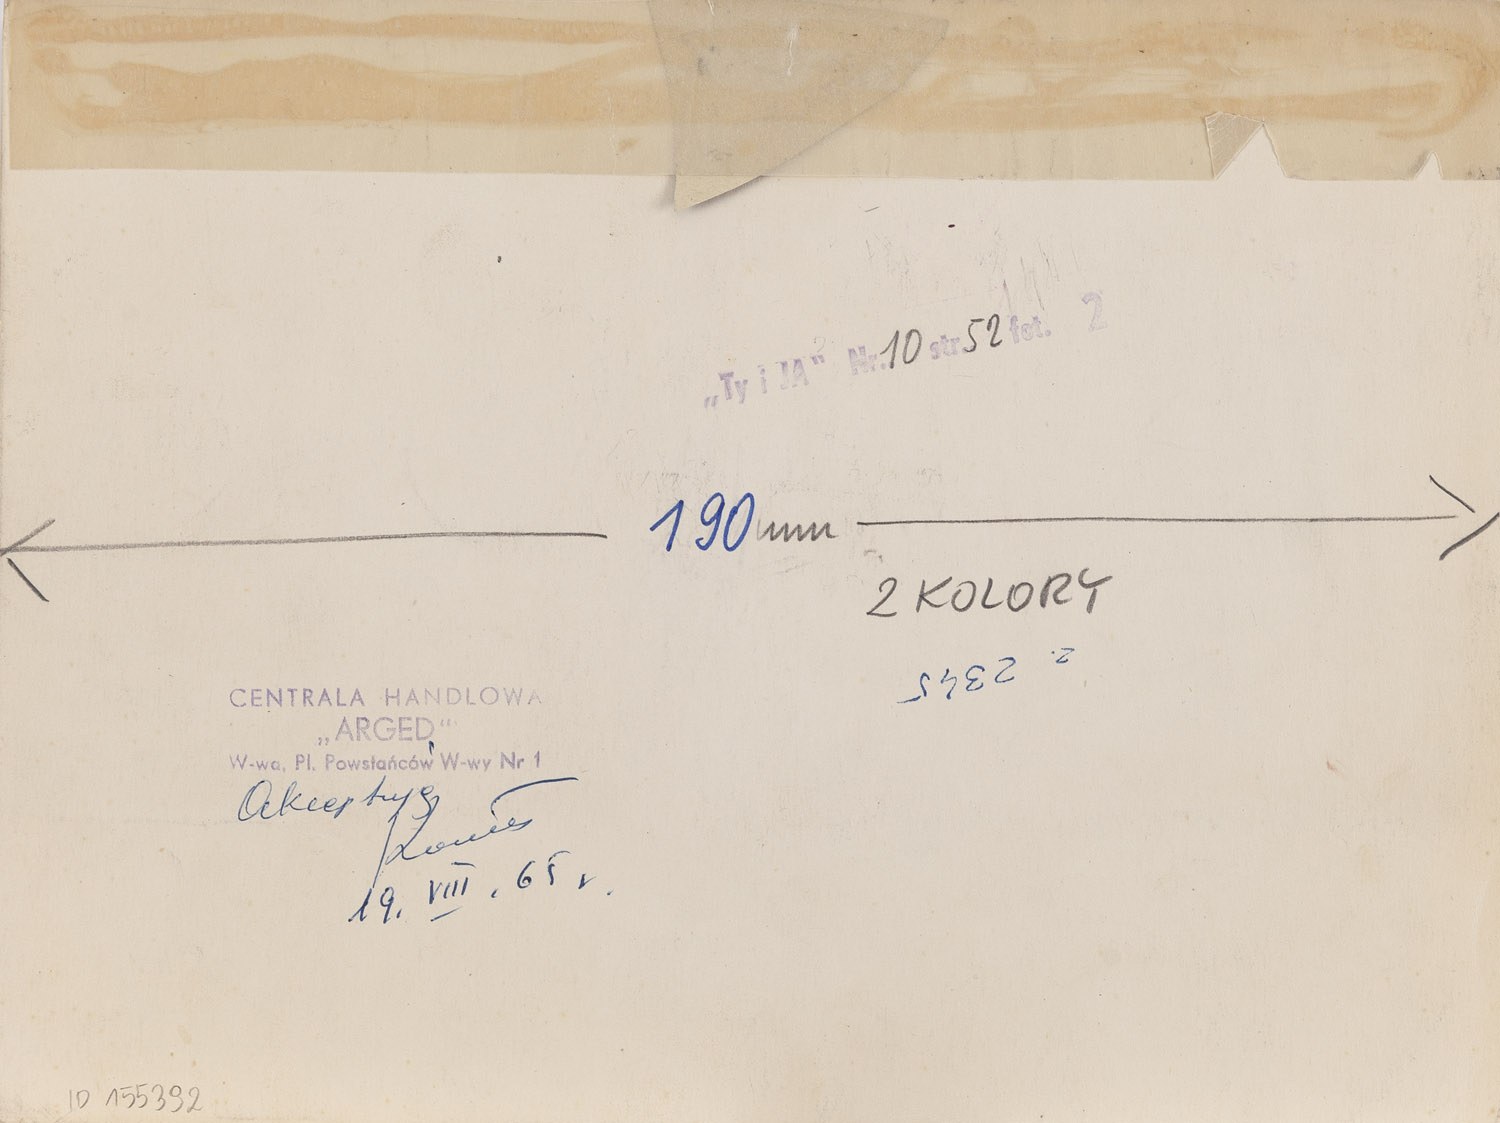 „Ty i JA" Nr. 10 str. 52 fot. 2
190 mm
2 KOLORY
z. 2345
CENTRALA HANDLOWA
„ARGED"
W-wa, Pl. Powstańców W-wy Nr 1
Akceptuję
19. VIII. 65 r.
ID 155392